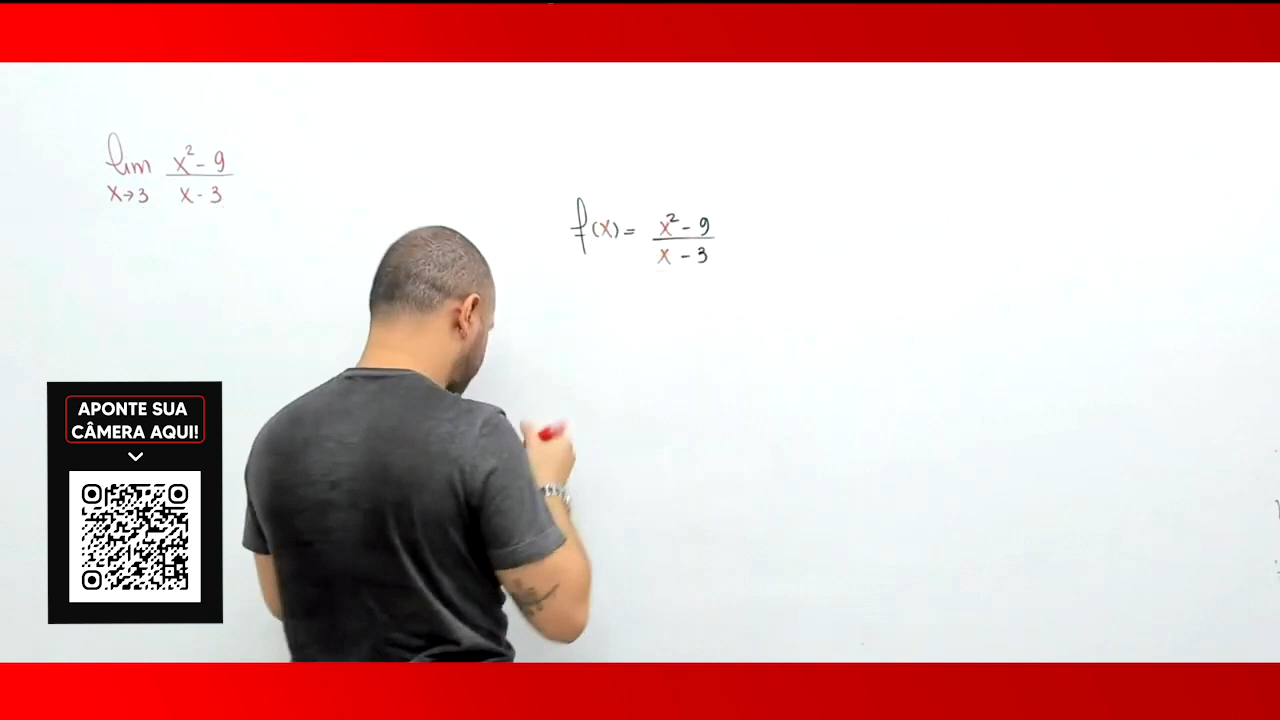 lim x² - 9
x→3 x - 3
f(x) = x² - 9
x - 3
APONTE SUA
CÂMERA AQUI!